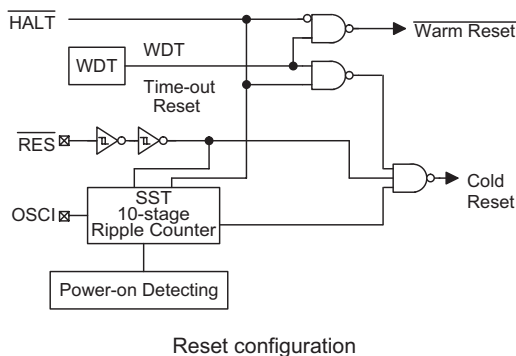 HALT
Warm Reset
WDT
WDT
Time-out
Reset
RES
Cold
Reset
SST
10-stage
Ripple Counter
OSCI
Power-on Detecting
Reset configuration